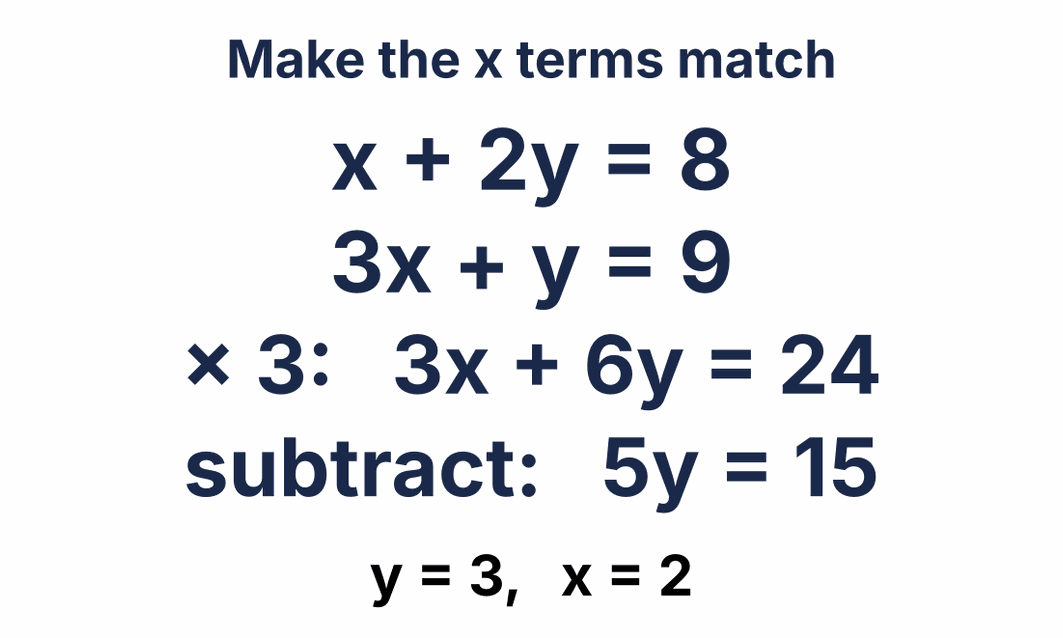 Make the x terms match
x + 2y = 8
3x + y = 9
× 3: 3x + 6y = 24
subtract: 5y = 15
y = 3, x = 2